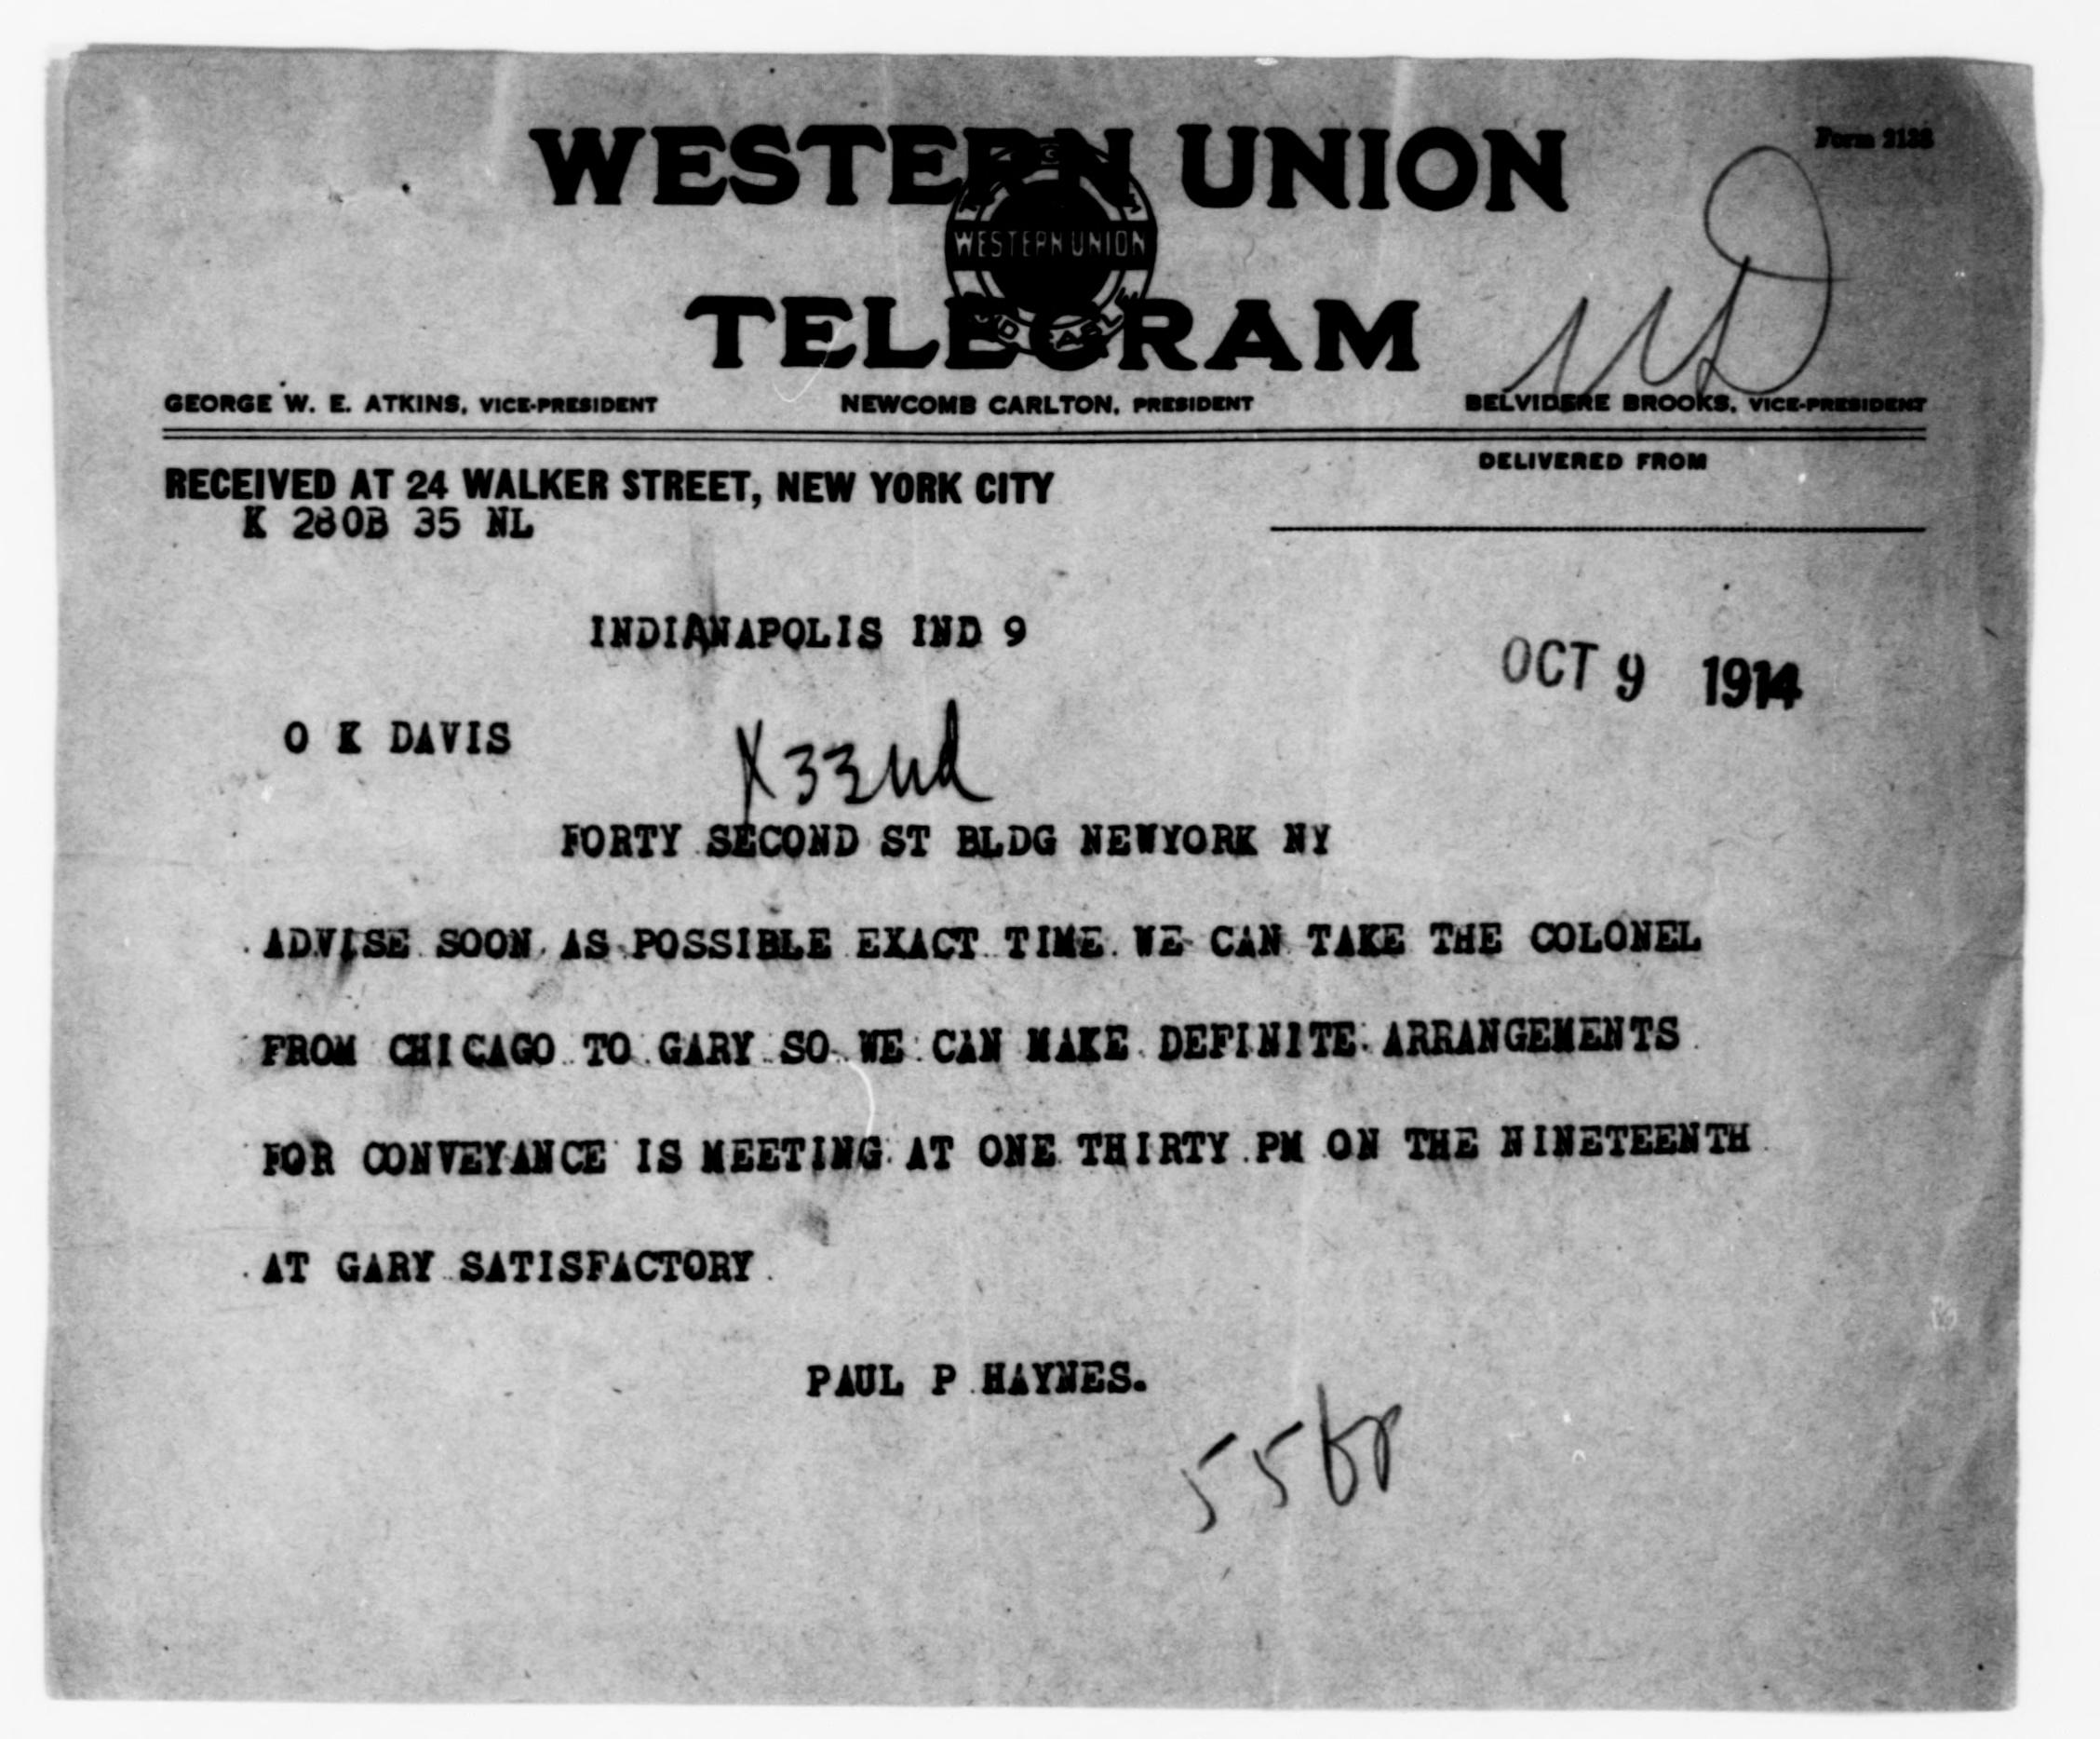 Form 2138
WESTERN UNION
WESTERN UNION
TELEGRAM
GEORGE W. E. ATKINS, VICE-PRESIDENT NEWCOMB CARLTON, PRESIDENT BELVIDERE BROOKS, VICE-PRESIDENT
RECEIVED AT 24 WALKER STREET, NEW YORK CITY DELIVERED FROM
K 280B 35 NL
INDIANAPOLIS IND 9
OCT 9 1914
O K DAVIS
X 33nd
FORTY SECOND ST BLDG NEWYORK NY
ADVISE SOON AS POSSIBLE EXACT TIME WE CAN TAKE THE COLONEL
FROM CHICAGO TO GARY SO WE CAN MAKE DEFINITE ARRANGEMENTS
FOR CONVEYANCE IS MEETING AT ONE THIRTY PM ON THE NINETEENTH
AT GARY SATISFACTORY
PAUL P HAYNES.